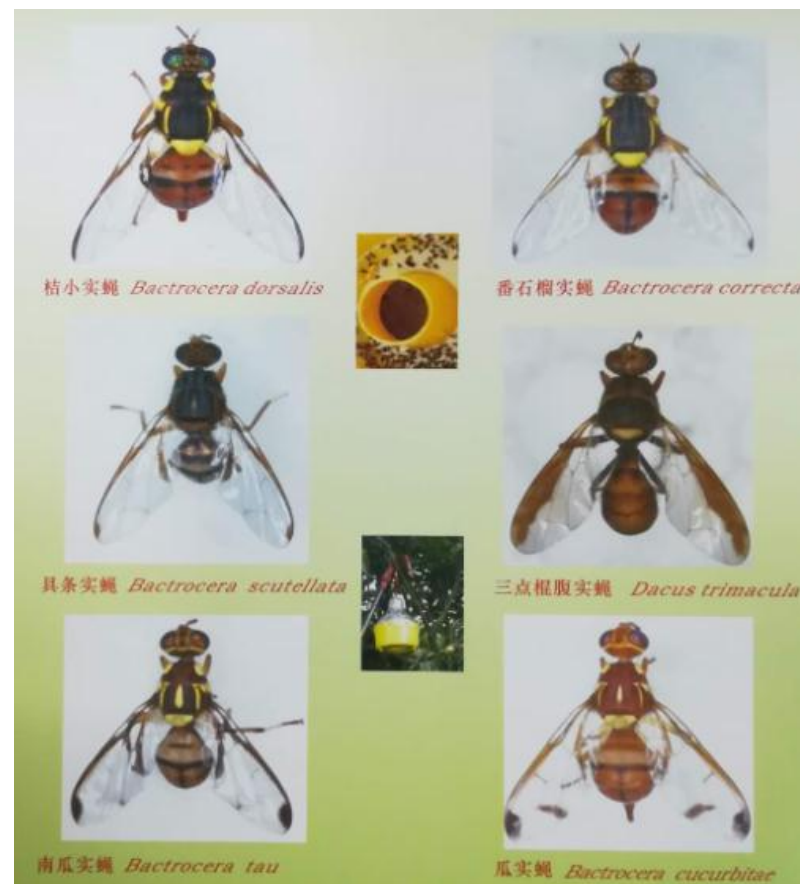 桔小实蝇 Bactrocera dorsalis
番石榴实蝇 Bactrocera correcta
具条实蝇 Bactrocera scutellata
三点棍腹实蝇 Dacus trimacula
南瓜实蝇 Bactrocera tau
瓜实蝇 Bactrocera cucurbitae